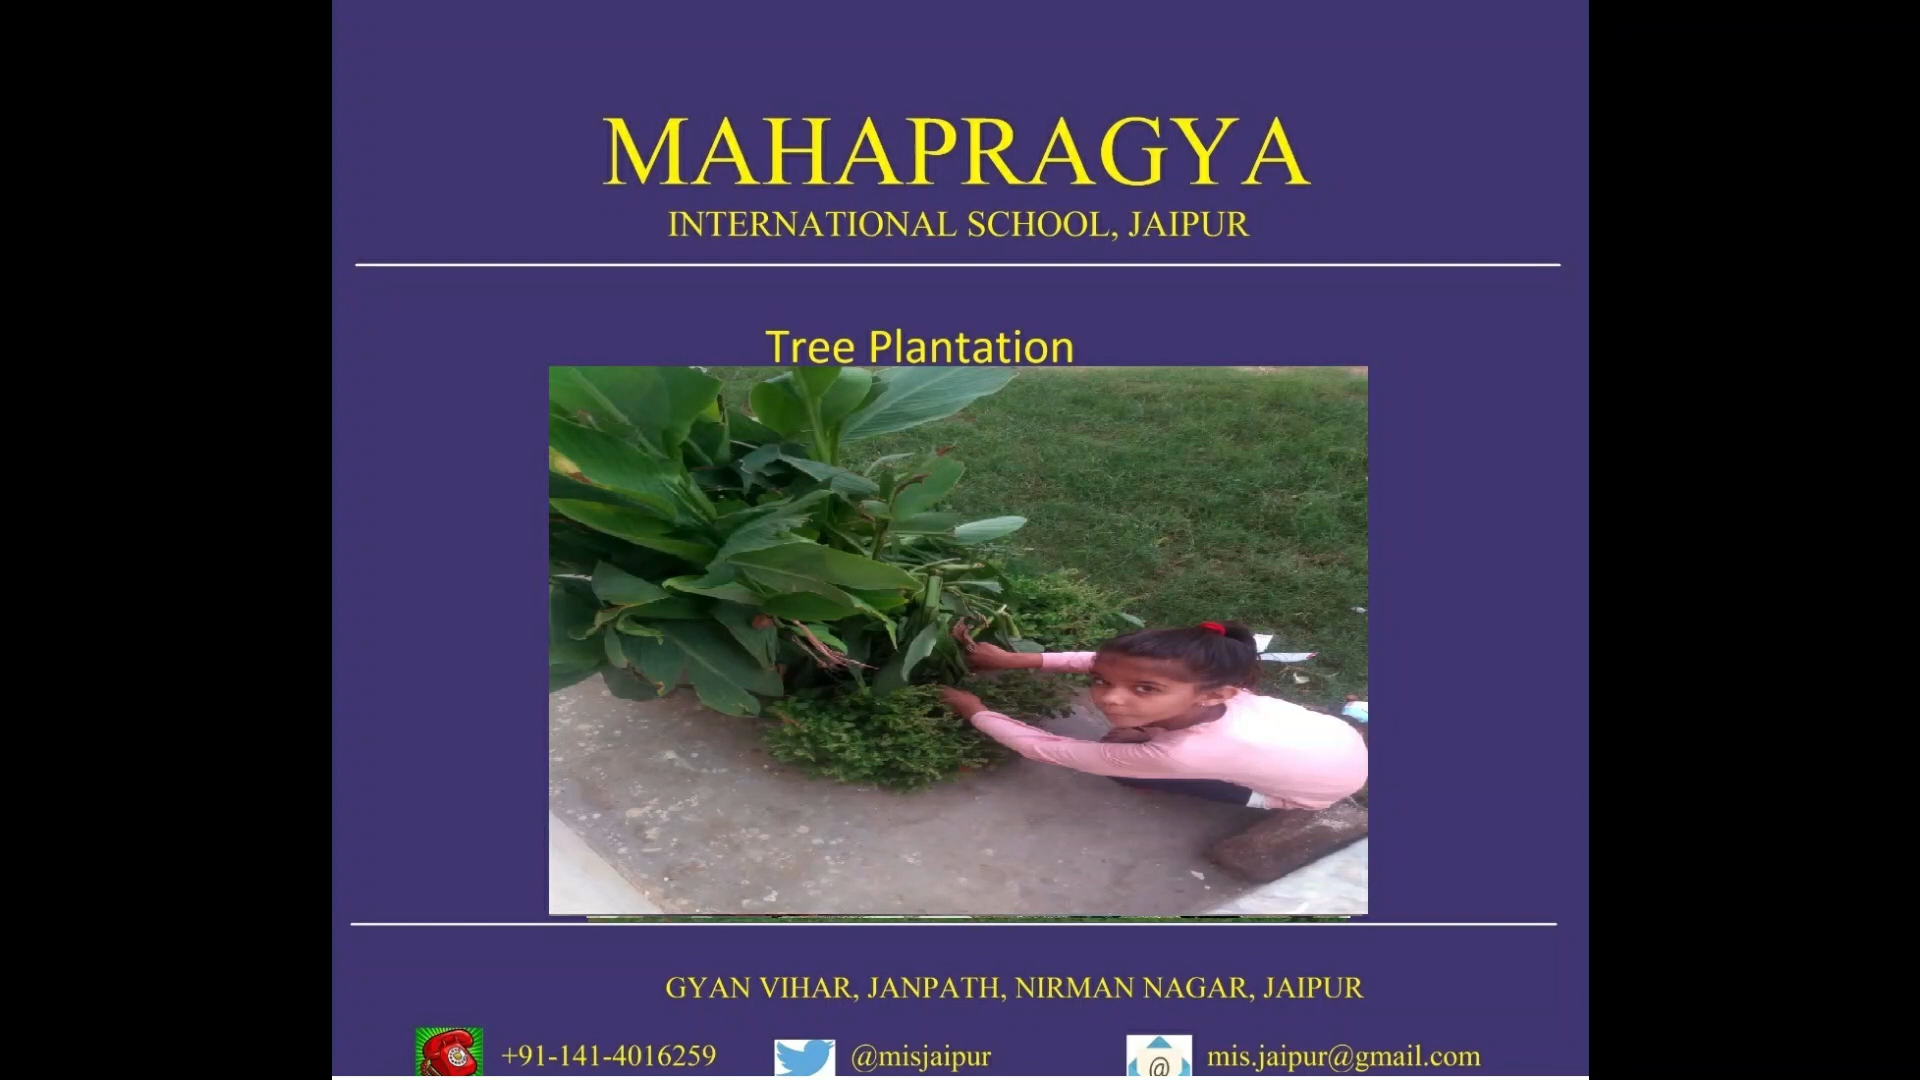 MAHAPRAGYA
INTERNATIONAL SCHOOL, JAIPUR
Tree Plantation
GYAN VIHAR, JANPATH, NIRMAN NAGAR, JAIPUR
+91-141-4016259 @misjaipur mis.jaipur@gmail.com